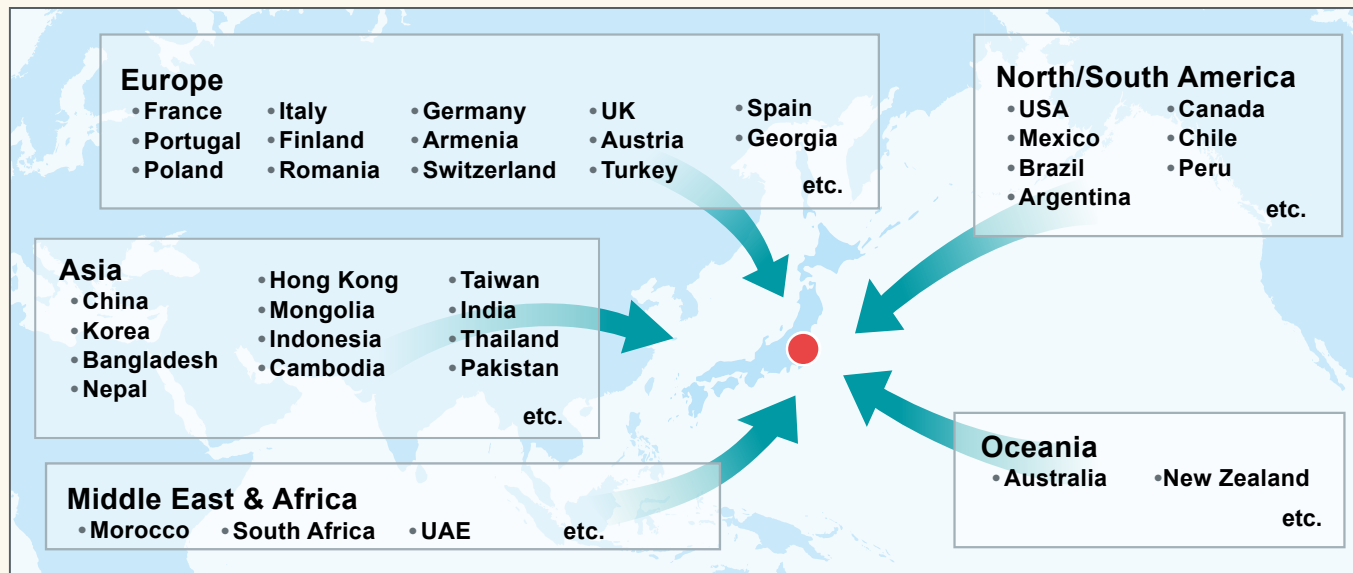 Europe
•France •Italy •Germany •UK •Spain
•Portugal •Finland •Armenia •Austria •Georgia
•Poland •Romania •Switzerland •Turkey
etc.
North/South America
•USA •Canada
•Mexico •Chile
•Brazil •Peru
•Argentina
etc.
Asia
•China
•Korea
•Bangladesh
•Nepal
•Hong Kong •Taiwan
•Mongolia •India
•Indonesia •Thailand
•Cambodia •Pakistan
etc.
Middle East & Africa
•Morocco •South Africa •UAE etc.
Oceania
•Australia •New Zealand
etc.